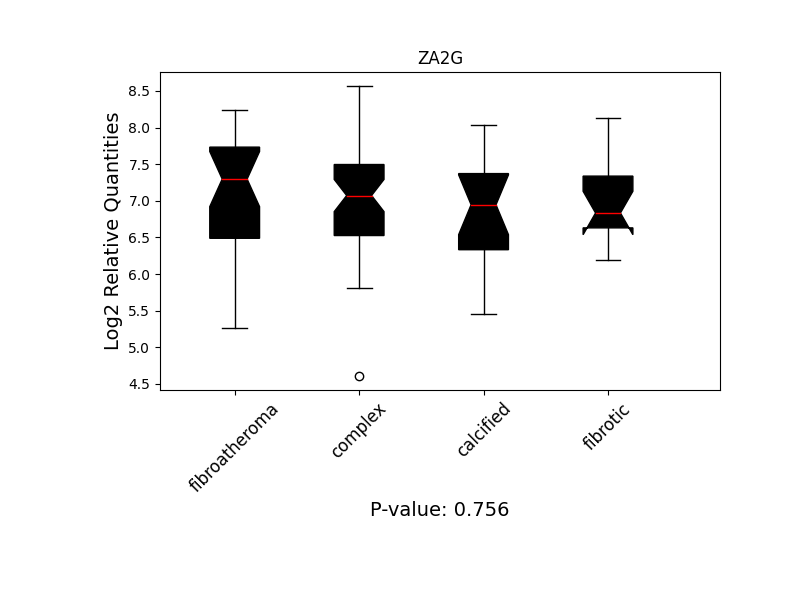 ZA2G
Log2 Relative Quantities
8.5
8.0
7.5
7.0
6.5
6.0
5.5
5.0
4.5
fibroatheroma
complex
calcified
fibrotic
P-value: 0.756